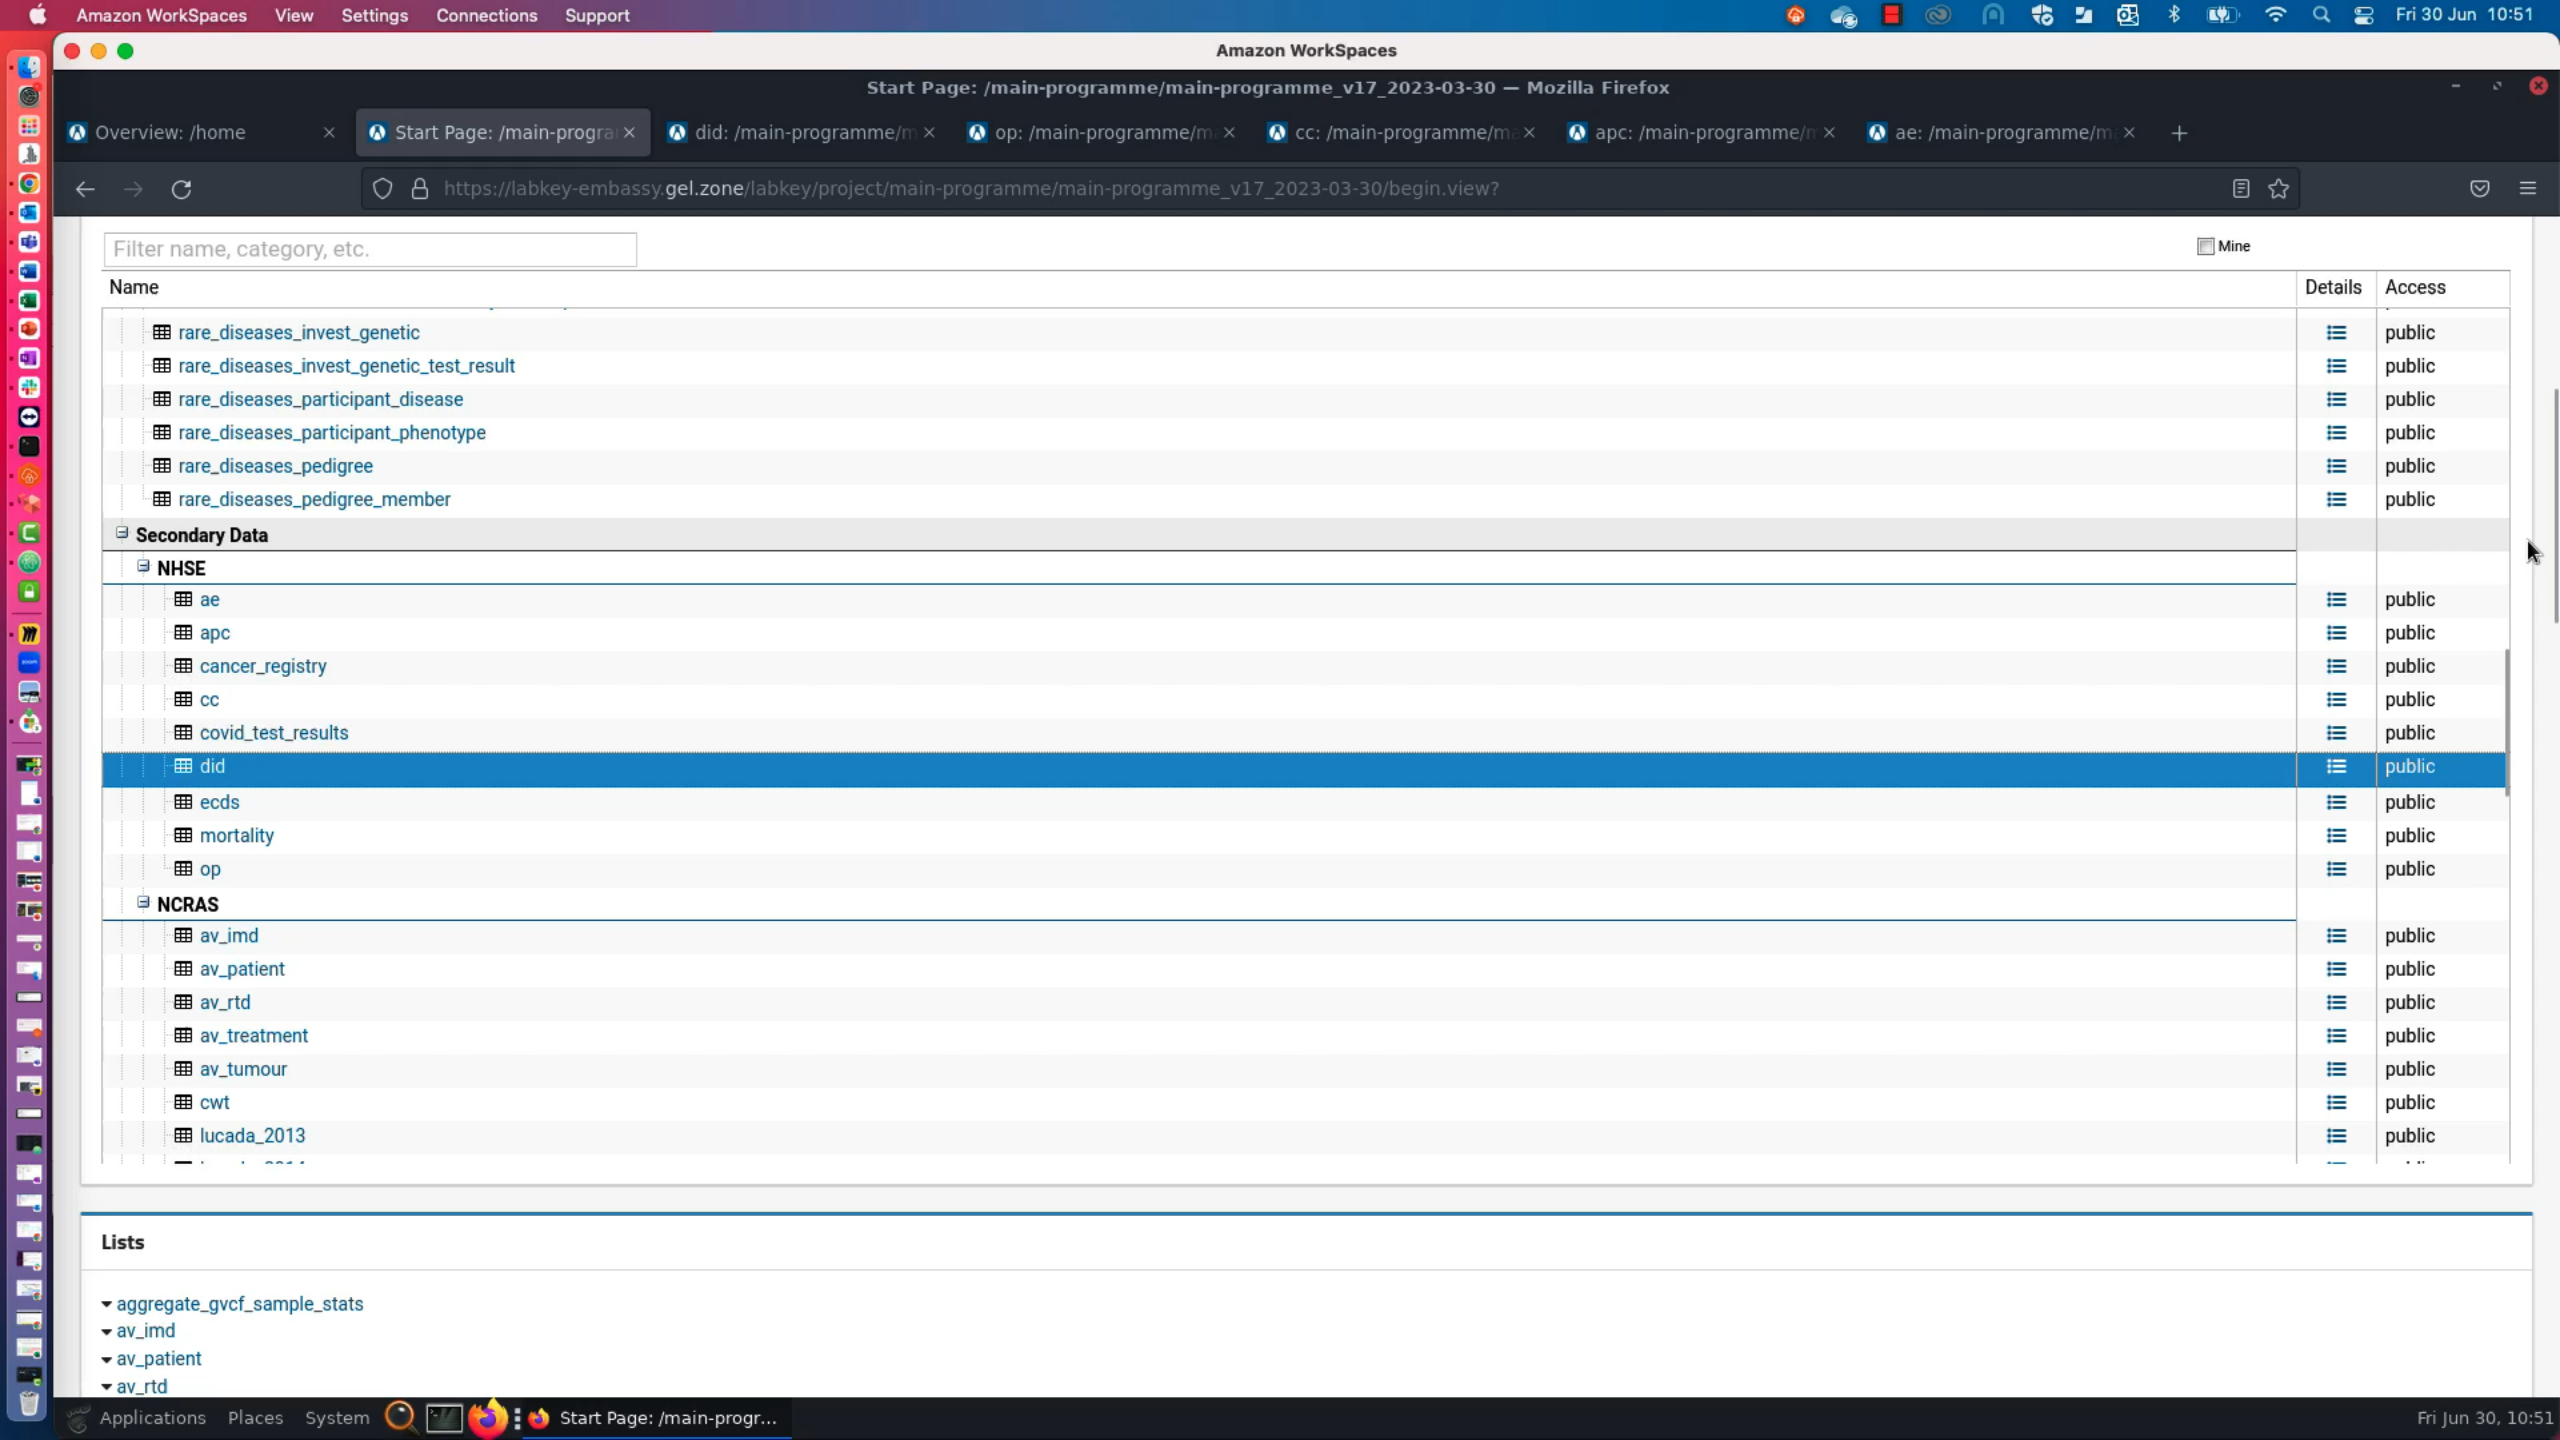 Amazon WorkSpaces View Settings Connections Support Fri 30 Jun 10:51
Amazon WorkSpaces
Start Page: /main-programme/main-programme_v17_2023-03-30 — Mozilla Firefox
Overview: /home Start Page: /main-progra did: /main-programme/m op: /main-programme/m cc: /main-programme/ma apc: /main-programme/m ae: /main-programme/m
https://labkey-embassy.gel.zone/labkey/project/main-programme/main-programme_v17_2023-03-30/begin.view?
Filter name, category, etc. Mine
Name Details Access
rare_diseases_invest_genetic public
rare_diseases_invest_genetic_test_result public
rare_diseases_participant_disease public
rare_diseases_participant_phenotype public
rare_diseases_pedigree public
rare_diseases_pedigree_member public
Secondary Data
NHSE
ae public
apc public
cancer_registry public
cc public
covid_test_results public
did public
ecds public
mortality public
op public
NCRAS
av_imd public
av_patient public
av_rtd public
av_treatment public
av_tumour public
cwt public
lucada_2013 public
Lists
aggregate_gvcf_sample_stats
av_imd
av_patient
av_rtd
Applications Places System Start Page: /main-progr... Fri Jun 30, 10:51